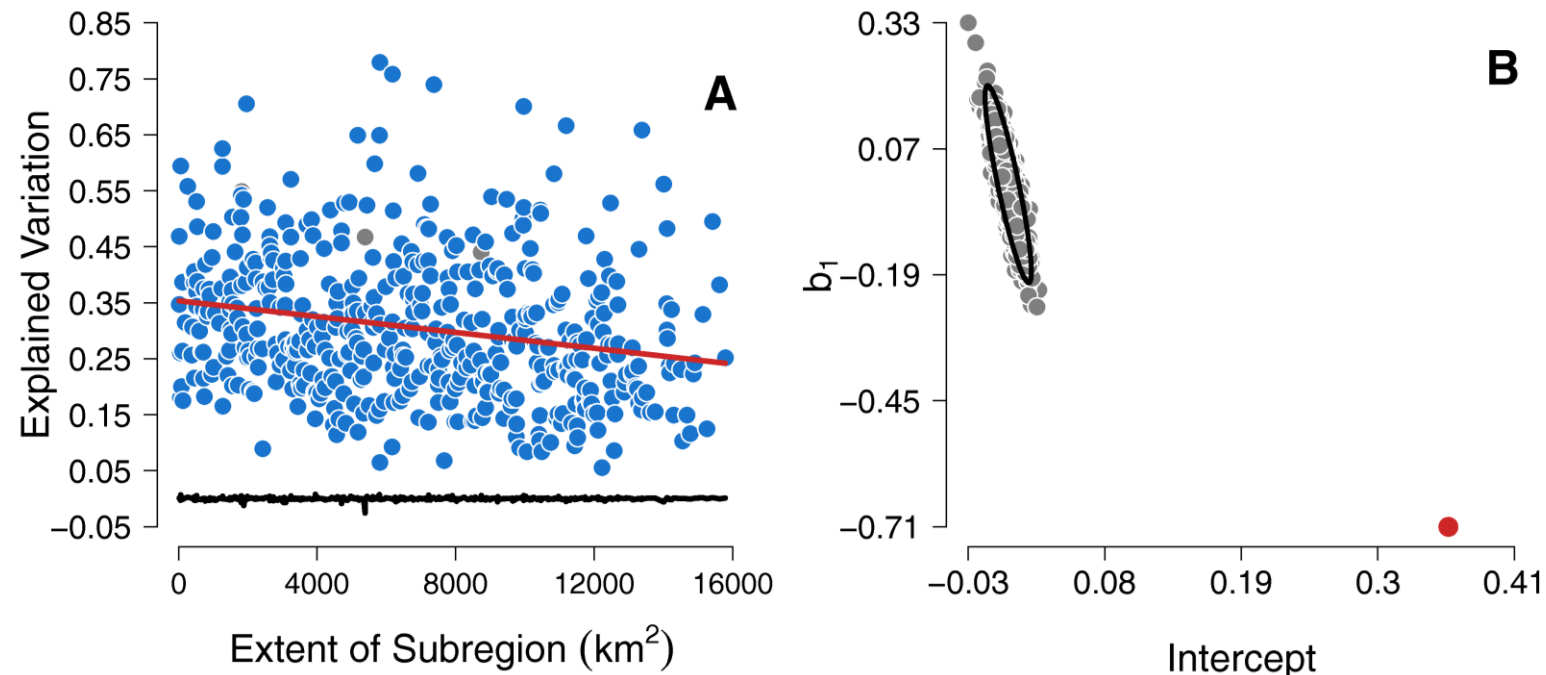 A
Explained Variation
0.85
0.75
0.65
0.55
0.45
0.35
0.25
0.15
0.05
−0.05
0 4000 8000 12000 16000
Extent of Subregion (km²)
B
b₁
0.33
0.07
−0.19
−0.45
−0.71
−0.03 0.08 0.19 0.3 0.41
Intercept